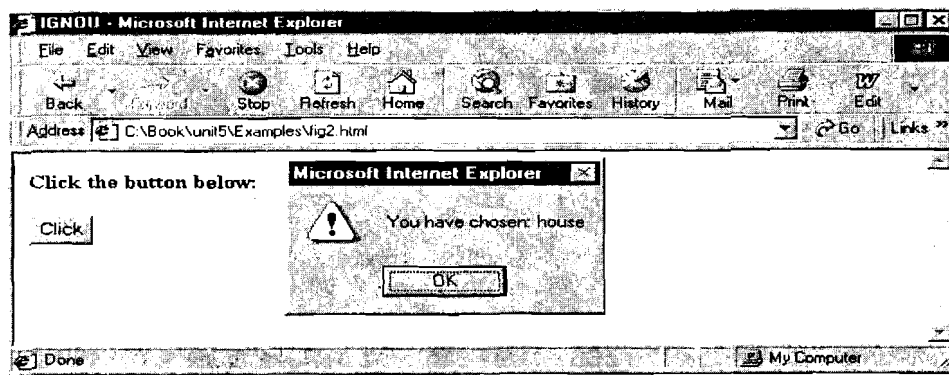 IGNOU - Microsoft Internet Explorer
File Edit View Favorites Tools Help
Back Forward Stop Refresh Home Search Favorites History Mail Print Edit
Address C:\Book\unit5\Examples\fig2.html Go Links »
Click the button below:
Click
Microsoft Internet Explorer
You have chosen: house
OK
Done My Computer